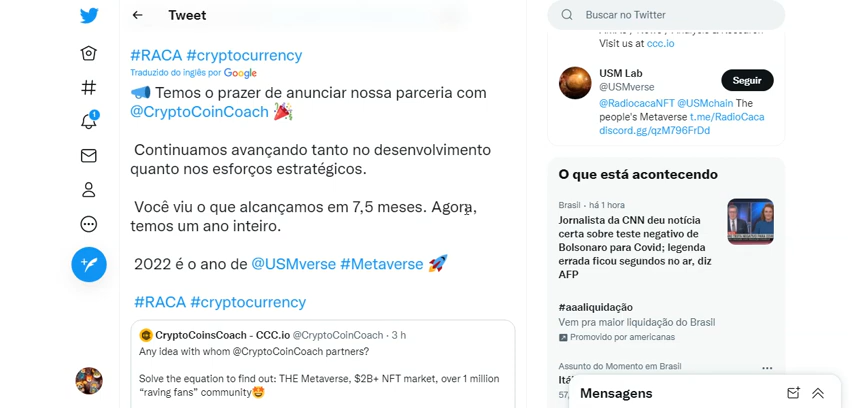 Tweet
#RACA #cryptocurrency
Traduzido do inglês por Google
📣 Temos o prazer de anunciar nossa parceria com
@CryptoCoinCoach 🎉
Continuamos avançando tanto no desenvolvimento
quanto nos esforços estratégicos.
Você viu o que alcançamos em 7,5 meses. Agora,
temos um ano inteiro.
2022 é o ano de @USMverse #Metaverse 🚀
#RACA #cryptocurrency
CryptoCoinsCoach - CCC.io @CryptoCoinCoach · 3 h
Any idea with whom @CryptoCoinCoach partners?
Solve the equation to find out: THE Metaverse, $2B+ NFT market, over 1 million
“raving fans” community🤩
1
Buscar no Twitter
Visit us at ccc.io
USM Lab
@USMverse
Seguir
@RadiocacaNFT @USMchain The
people's Metaverse t.me/RadioCaca
discord.gg/qzM796FrDd
O que está acontecendo
Brasil · há 1 hora
Jornalista da CNN deu notícia
certa sobre teste negativo de
Bolsonaro para Covid; legenda
errada ficou segundos no ar, diz
AFP
#aaaliquidação
Vem pra maior liquidação do Brasil
Promovido por americanas
Assunto do Momento em Brasil
Itá
57,
Mensagens